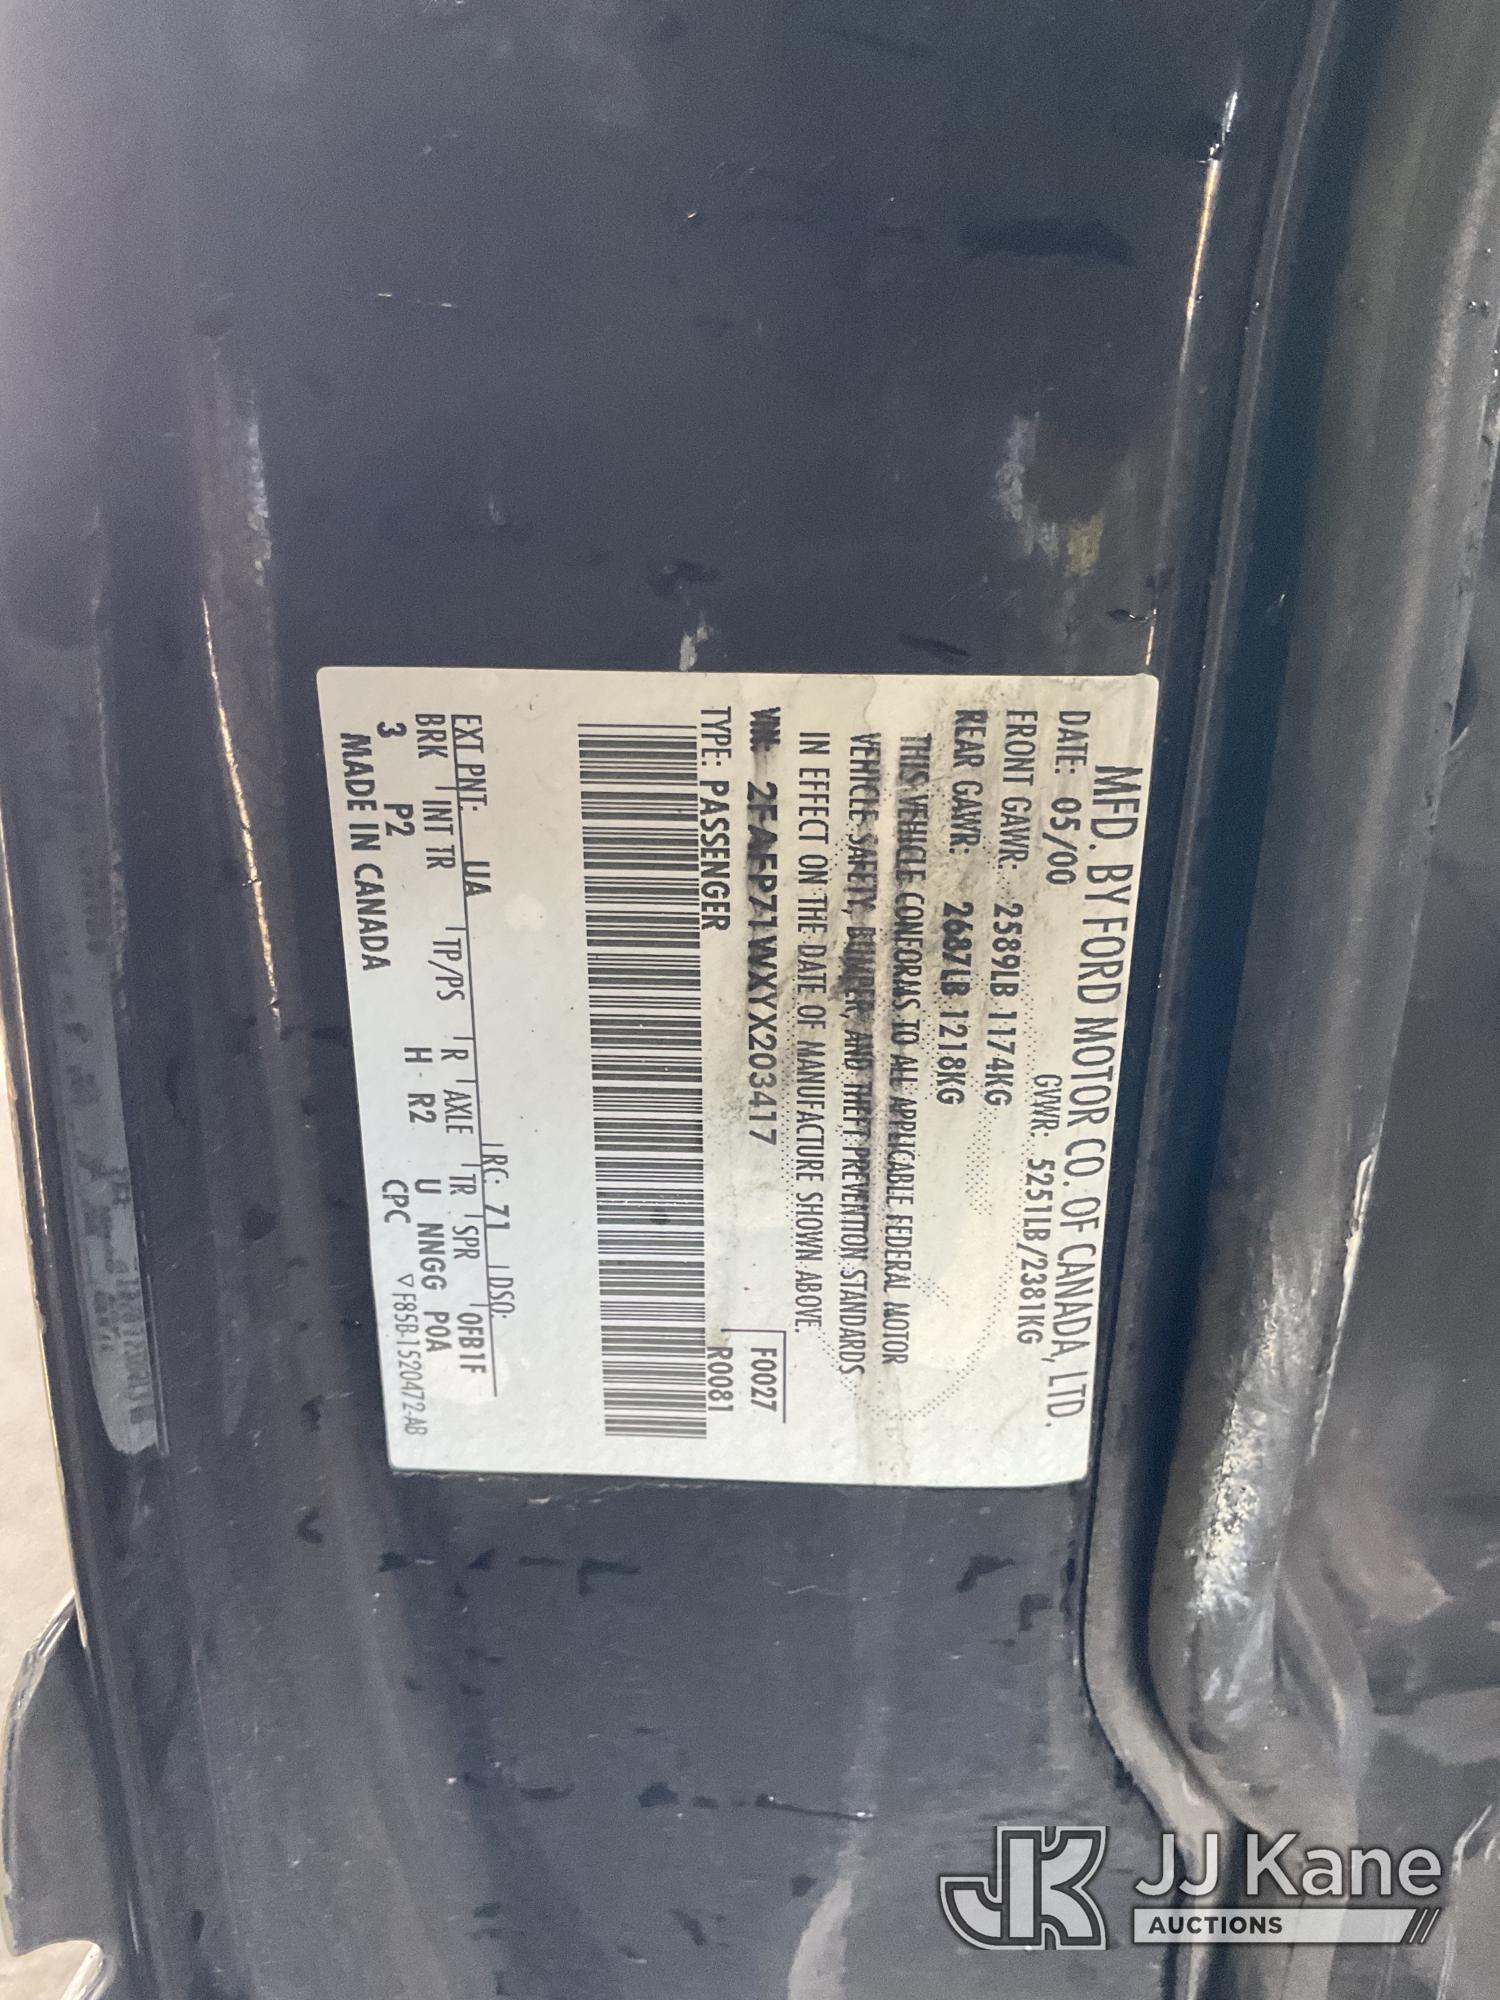 MFD. BY FORD MOTOR CO. OF CANADA, LTD.
DATE: 05/00 GVWR: 5251LB/2381KG
FRONT GAWR: 2589LB 1174KG
REAR GAWR: 2687LB 1218KG
THIS VEHICLE CONFORMS TO ALL APPLICABLE FEDERAL MOTOR
VEHICLE SAFETY, BUMPER, AND THEFT PREVENTION STANDARDS
IN EFFECT ON THE DATE OF MANUFACTURE SHOWN ABOVE.
VIN: 2FAFP71WXYX203417 F0027
TYPE: PASSENGER R0081
EXT PNT: UA RC: 71 DSO:
BRK INT TR TP/PS R AXLE TR SPR 0FB1F
3 P2 H R2 U NNGG P0A
MADE IN CANADA CPC ▽F85B-1520472-AB
JK JJ Kane
AUCTIONS